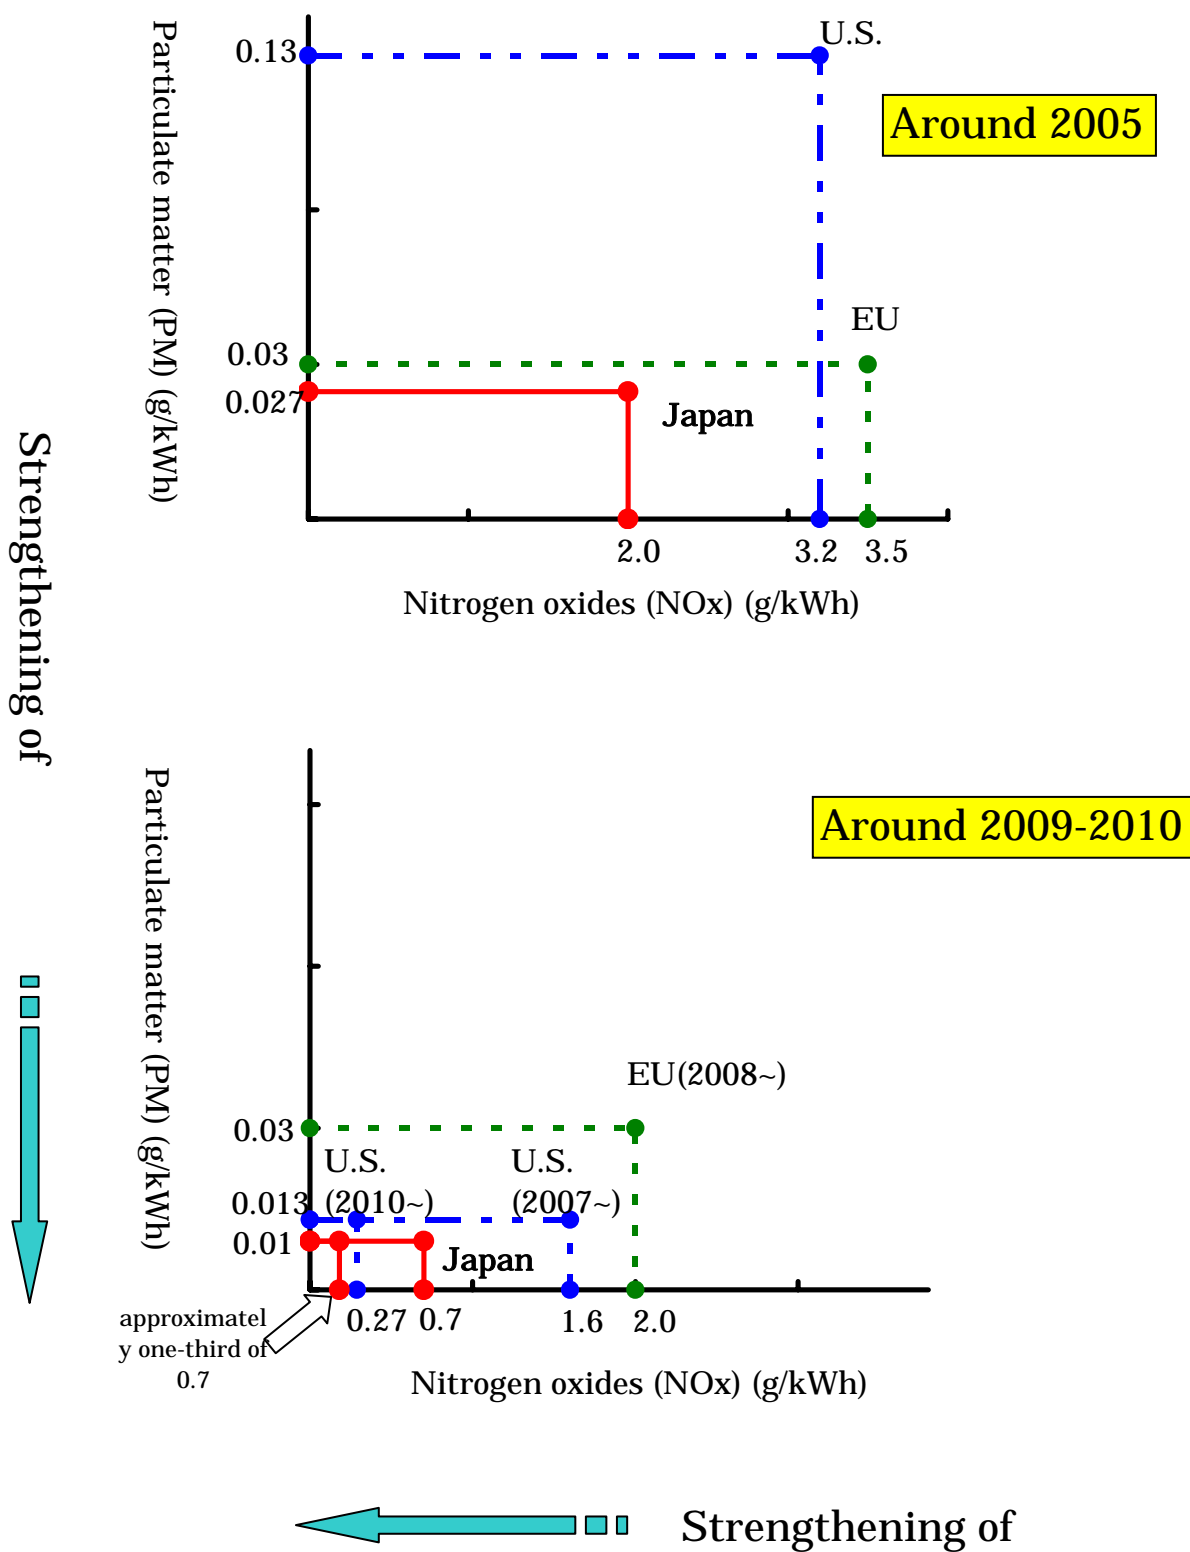 U.S.
0.13
Around 2005
Particulate matter (PM) (g/kWh)
EU
0.03
0.027
Japan
2.0
3.2
3.5
Nitrogen oxides (NOx) (g/kWh)
Strengthening of
Around 2009-2010
Particulate matter (PM) (g/kWh)
EU(2008~)
0.03
U.S.
(2010~)
U.S.
(2007~)
0.013
0.01
Japan
0.27
0.7
1.6
2.0
approximatel
y one-third of
0.7
Nitrogen oxides (NOx) (g/kWh)
Strengthening of